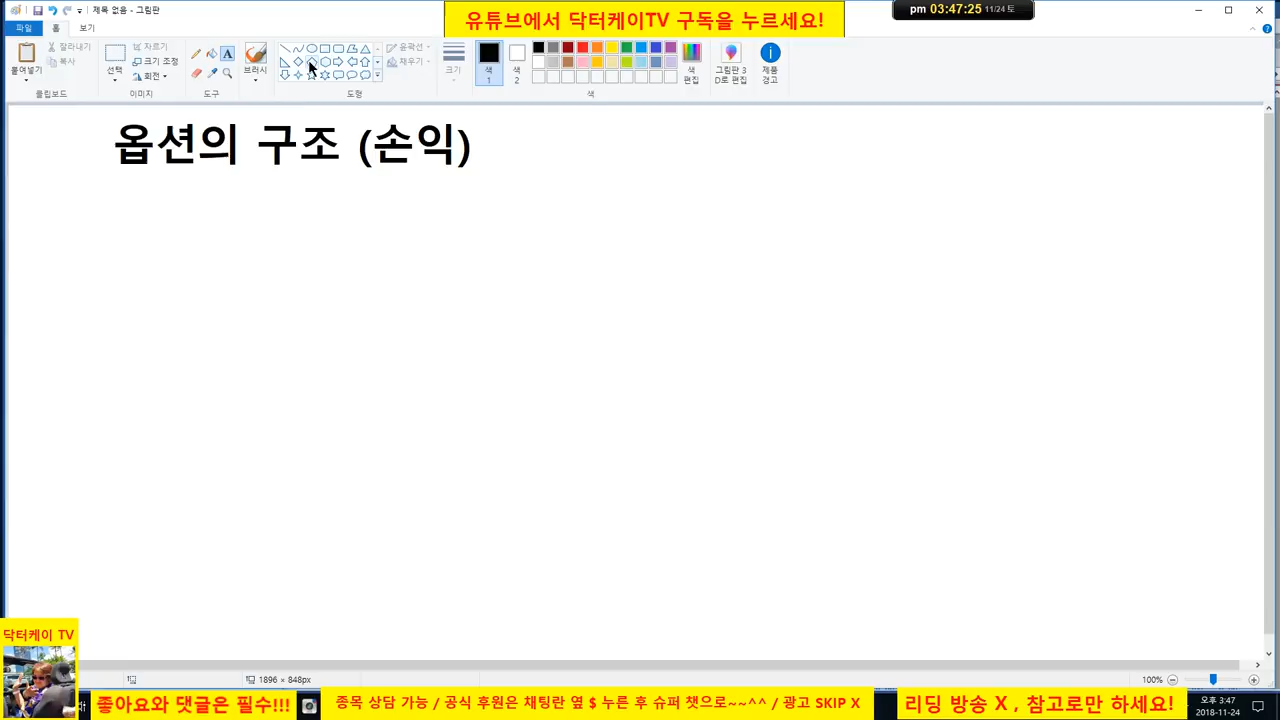 유튜브에서 닥터케이TV 구독을 누르세요!
pm 03:47:25 11/24 토
제목 없음 - 그림판
파일 홈 보기
붙여넣기
잘라내기
복사
클립보드
선택
자르기
크기 조정
회전
이미지
도구
브러시
윤곽선
채우기
도형
크기
색 1
색 2
색 편집
색
그림판 3D로 편집
제품 경고
옵션의 구조 (손익)
닥터케이 TV
1896 × 848px
100%
좋아요와 댓글은 필수!!!
종목 상담 가능 / 공식 후원은 채팅란 옆 $ 누른 후 슈퍼 챗으로~~^^ / 광고 SKIP X
리딩 방송 X , 참고로만 하세요!
오후 3:47
2018-11-24